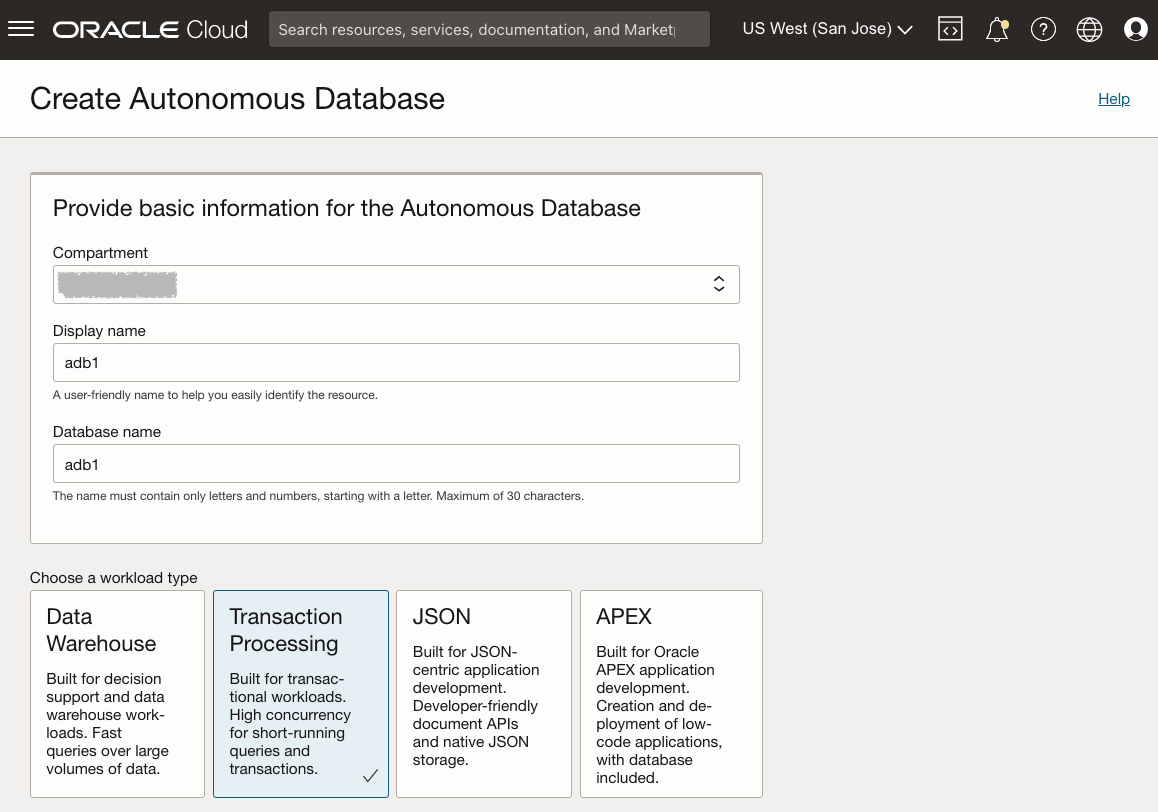 ORACLE Cloud
Search resources, services, documentation, and Market
US West (San Jose)
Create Autonomous Database
Help
Provide basic information for the Autonomous Database
Compartment
Display name
adb1
A user-friendly name to help you easily identify the resource.
Database name
adb1
The name must contain only letters and numbers, starting with a letter. Maximum of 30 characters.
Choose a workload type
Data
Warehouse
Built for decision
support and data
warehouse work-
loads. Fast
queries over large
volumes of data.
Transaction
Processing
Built for transac-
tional workloads.
High concurrency
for short-running
queries and
transactions.
JSON
Built for JSON-
centric application
development.
Developer-friendly
document APIs
and native JSON
storage.
APEX
Built for Oracle
APEX application
development.
Creation and de-
ployment of low-
code applications,
with database
included.